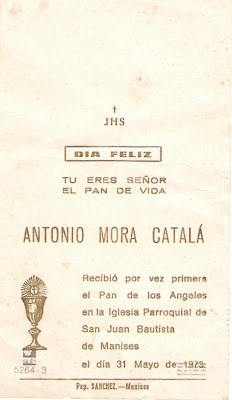 †
JHS
DIA FELIZ
TU ERES SEÑOR
EL PAN DE VIDA
ANTONIO MORA CATALÁ
Recibió por vez primera
el Pan de los Angeles
en la Iglesia Parroquial de
San Juan Bautista
de Manises
el día 31 Mayo de 1973.
5264-3
Pap. SANCHEZ.—Manises